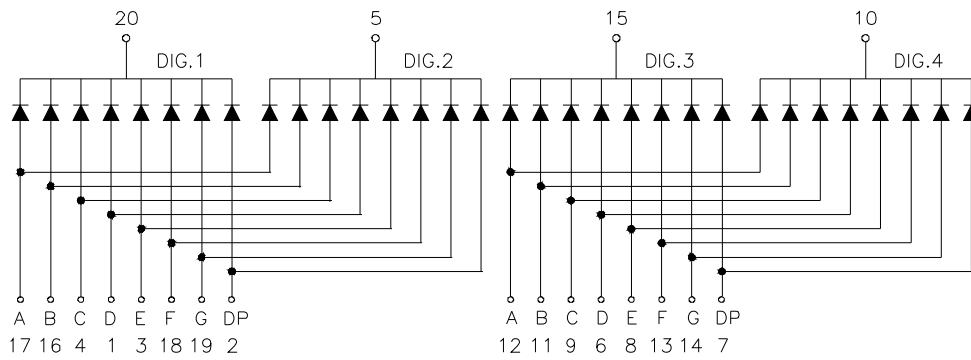 20 5 15 10
DIG.1 DIG.2 DIG.3 DIG.4
A B C D E F G DP A B C D E F G DP
17 16 4 1 3 18 19 2 12 11 9 6 8 13 14 7